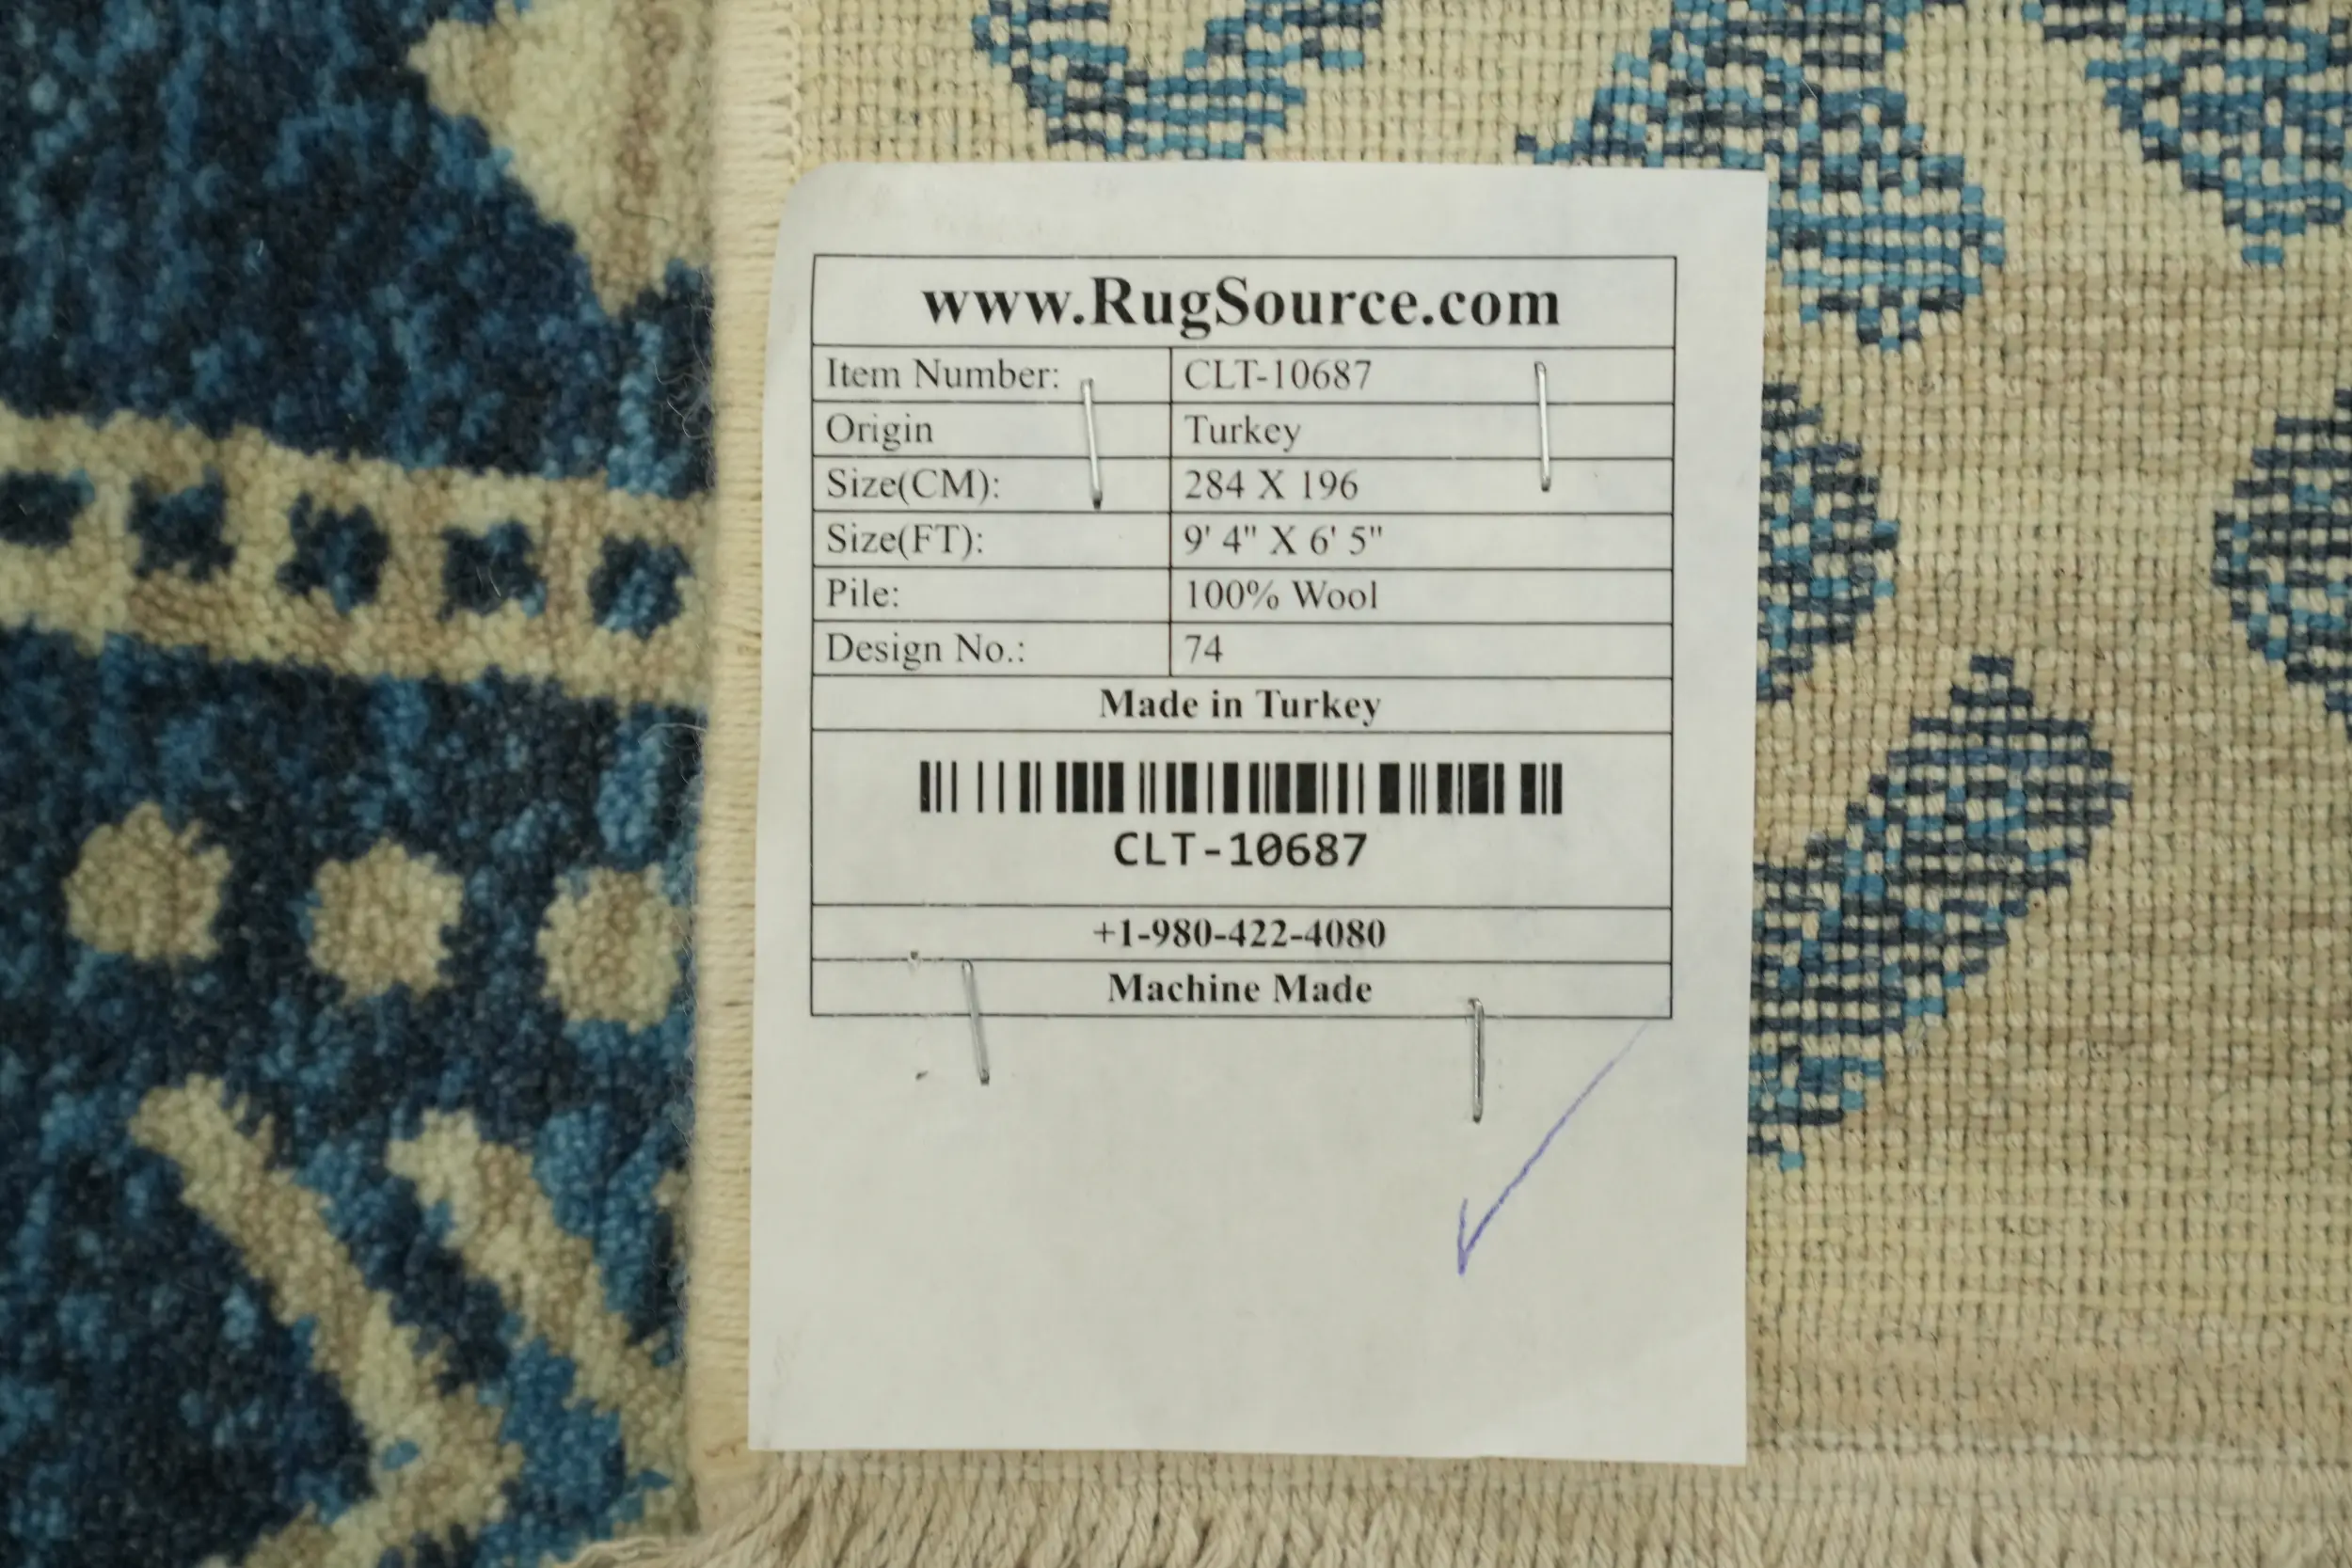 www.RugSource.com
Item Number: CLT-10687
Origin Turkey
Size(CM): 284 X 196
Size(FT): 9' 4" X 6' 5"
Pile: 100% Wool
Design No.: 74
Made in Turkey
CLT-10687
+1-980-422-4080
Machine Made